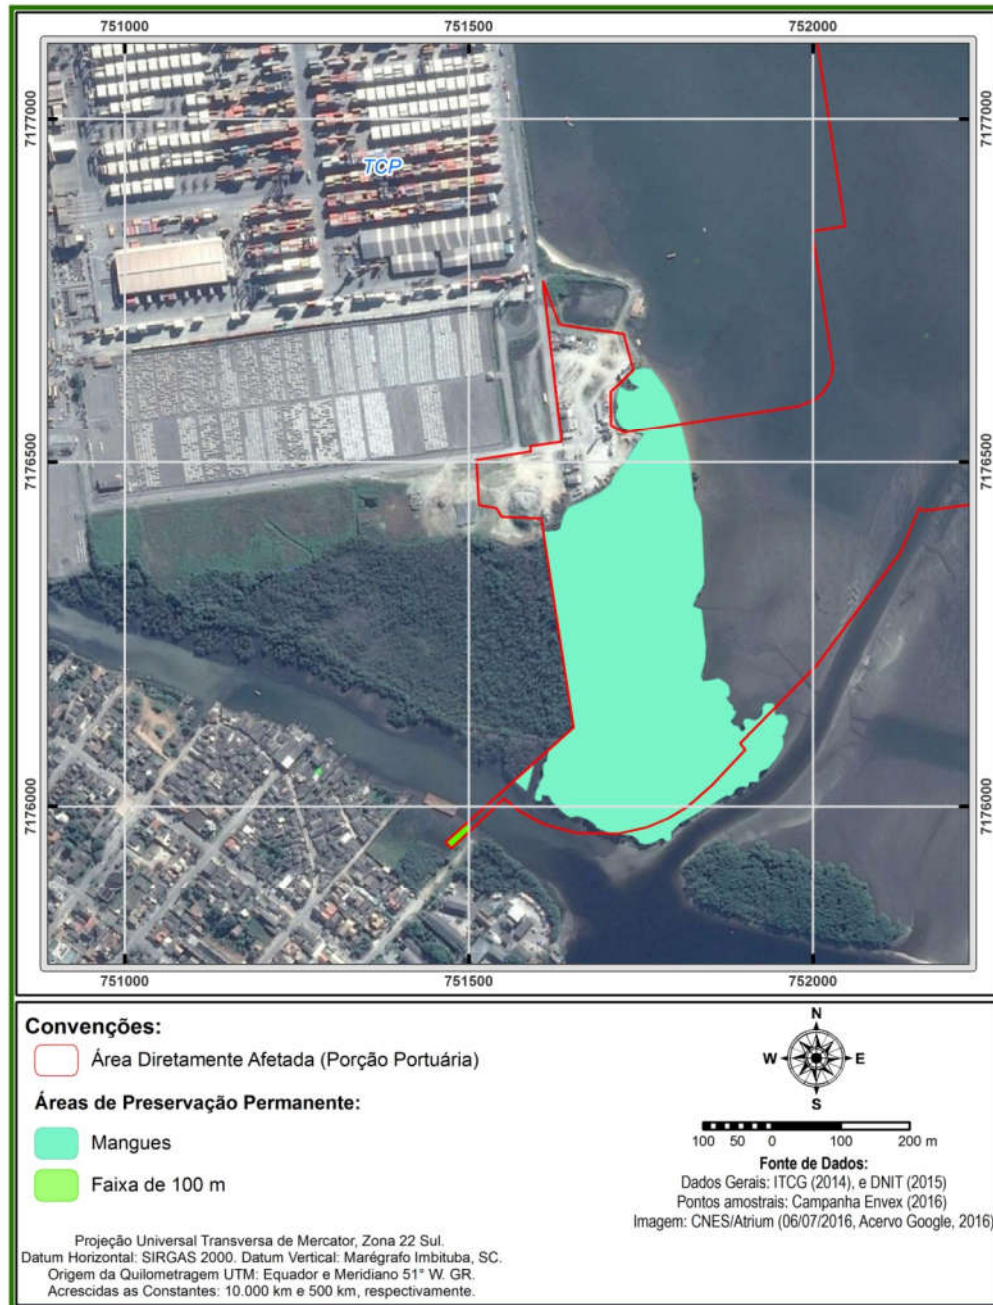 751000 751500 752000
7177000 7177000
TCP
7176500 7176500
7176000 7176000
751000 751500 752000
Convenções:
Área Diretamente Afetada (Porção Portuária)
Áreas de Preservação Permanente:
Mangues
Faixa de 100 m
Projeção Universal Transversa de Mercator, Zona 22 Sul.
Datum Horizontal: SIRGAS 2000. Datum Vertical: Marégrafo Imbituba, SC.
Origem da Quilometragem UTM: Equador e Meridiano 51° W. GR.
Acrescidas as Constantes: 10.000 km e 500 km, respectivamente.
N
W E
S
100 50 0 100 200 m
Fonte de Dados:
Dados Gerais: ITCG (2014), e DNIT (2015)
Pontos amostrais: Campanha Envex (2016)
Imagem: CNES/Atrium (06/07/2016, Acervo Google, 2016)